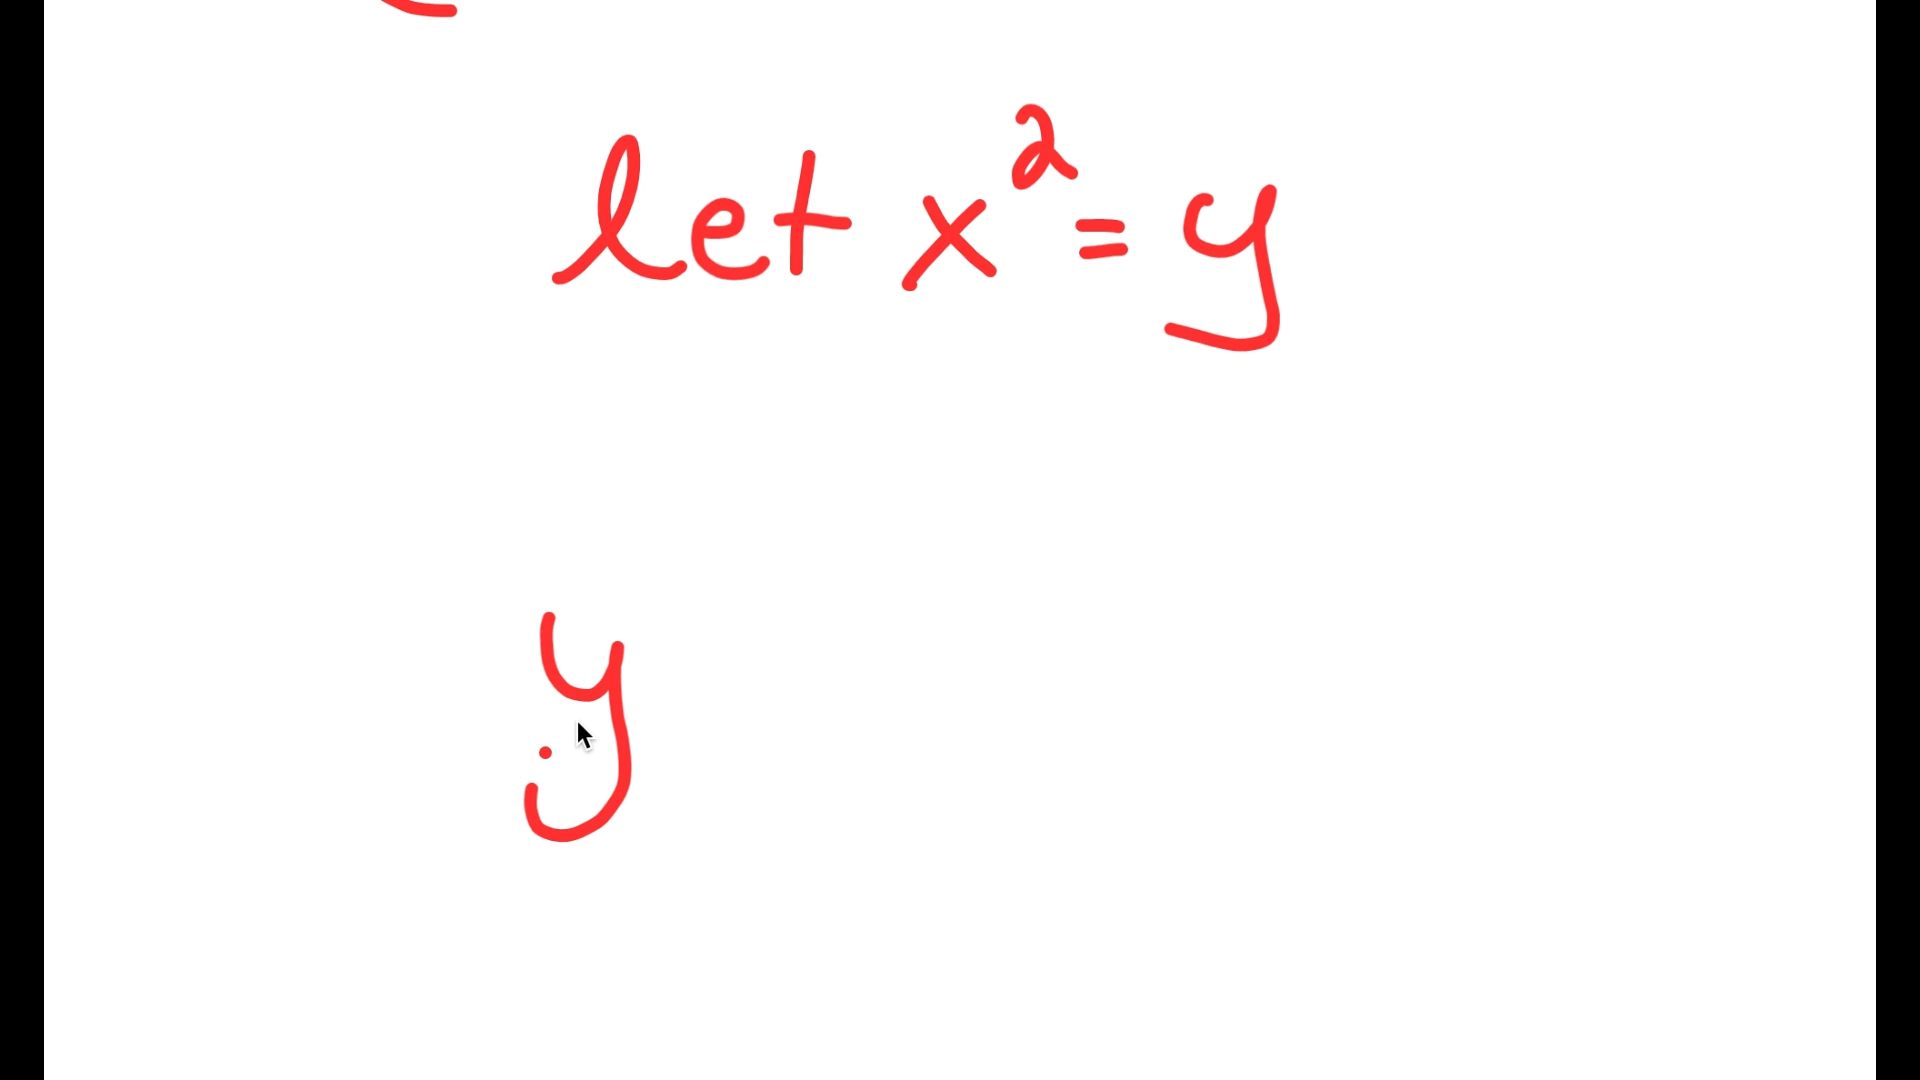 let x² = y
y